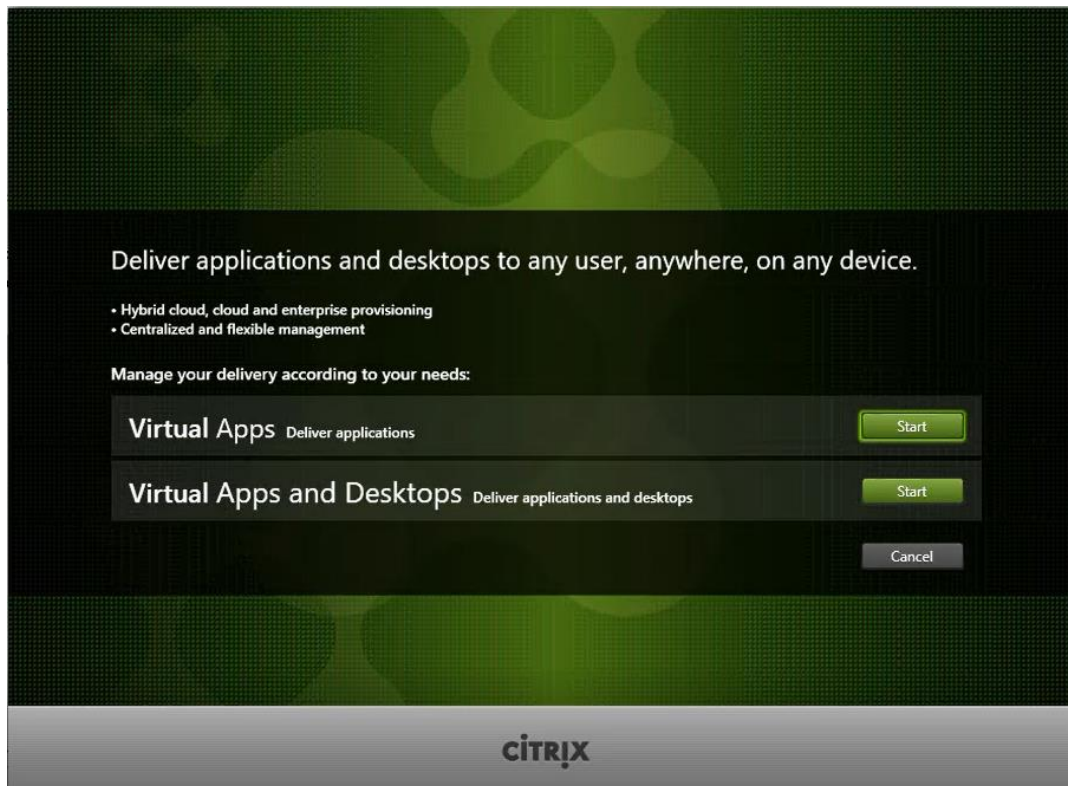 Deliver applications and desktops to any user, anywhere, on any device.
• Hybrid cloud, cloud and enterprise provisioning
• Centralized and flexible management
Manage your delivery according to your needs:
Virtual Apps Deliver applications
Start
Virtual Apps and Desktops Deliver applications and desktops
Start
Cancel
CİTRIX